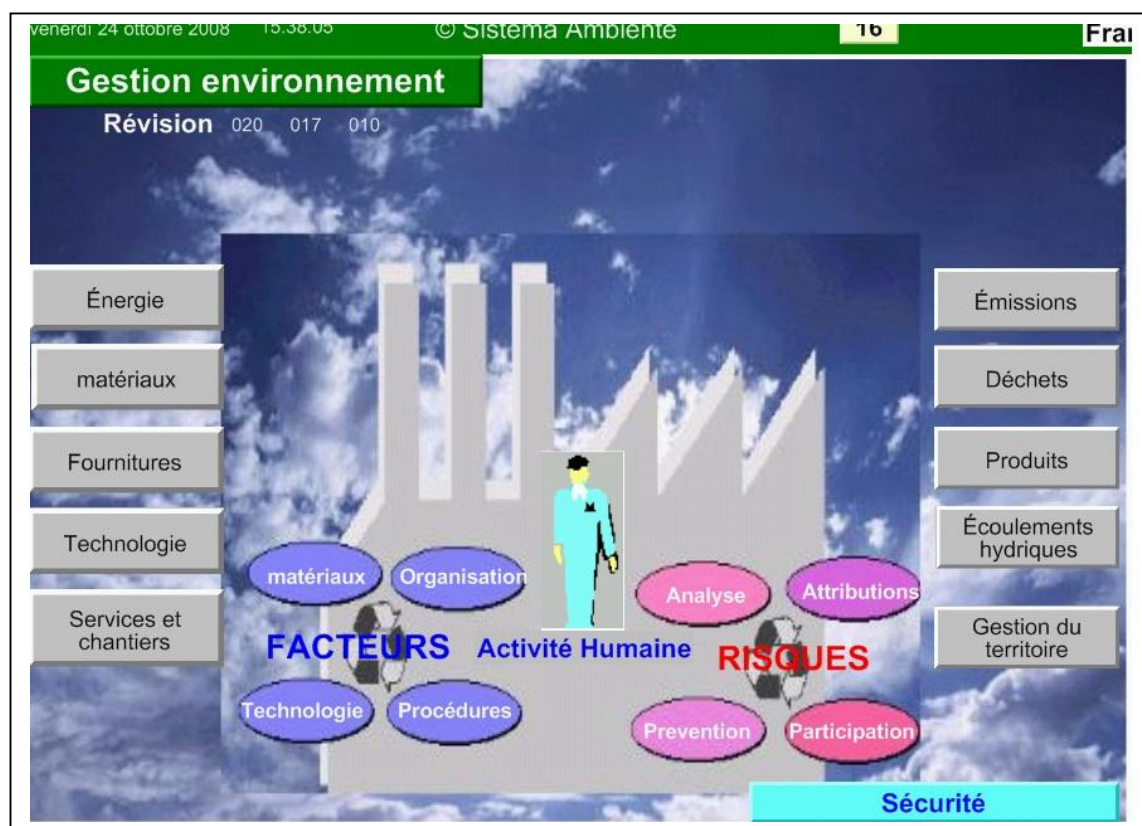 venerdì 24 ottobre 2008 15.38.05 © Sistema Ambiente 16 Fra
Gestion environnement
Révision 020 017 010
Énergie
matériaux
Fournitures
Technologie
Services et
chantiers
Émissions
Déchets
Produits
Écoulements
hydriques
Gestion du
territoire
matériaux
Organisation
FACTEURS
Technologie
Procédures
Activité Humaine
Analyse
Attributions
RISQUES
Prevention
Participation
Sécurité